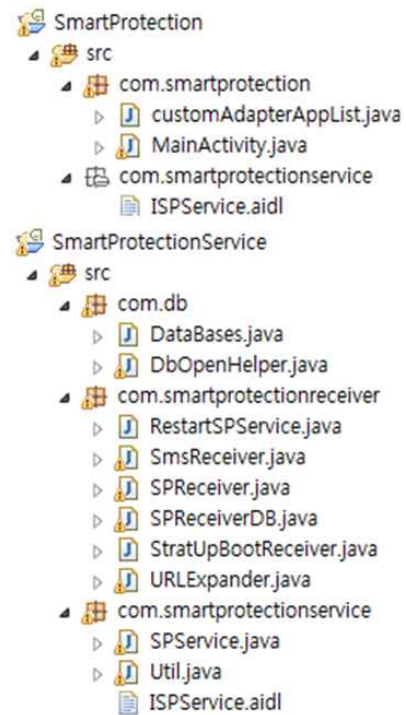 SmartProtection
src
com.smartprotection
customAdapterAppList.java
MainActivity.java
com.smartprotectionservice
ISPService.aidl
SmartProtectionService
src
com.db
DataBases.java
DbOpenHelper.java
com.smartprotectionreceiver
RestartSPService.java
SmsReceiver.java
SPReceiver.java
SPReceiverDB.java
StratUpBootReceiver.java
URLExpander.java
com.smartprotectionservice
SPService.java
Util.java
ISPService.aidl